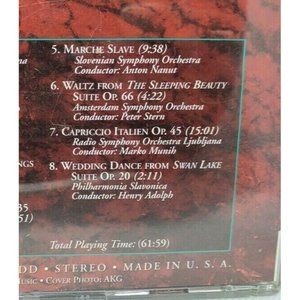 5. MARCHE SLAVE (9:38)
Slovenian Symphony Orchestra
Conductor: Anton Nanut
6. WALTZ FROM THE SLEEPING BEAUTY
SUITE OP. 66 (4:22)
Amsterdam Symphony Orchestra
Conductor: Peter Stern
7. CAPRICCIO ITALIEN OP. 45 (15:01)
Radio Symphony Orchestra Ljubljana
Conductor: Marko Munih
8. WEDDING DANCE FROM SWAN LAKE
SUITE OP. 20 (2:11)
Philharmonia Slavonica
Conductor: Henry Adolph
Total Playing Time: (61:59)
DD • STEREO • MADE IN U. S. A.
• COVER PHOTO: AKG